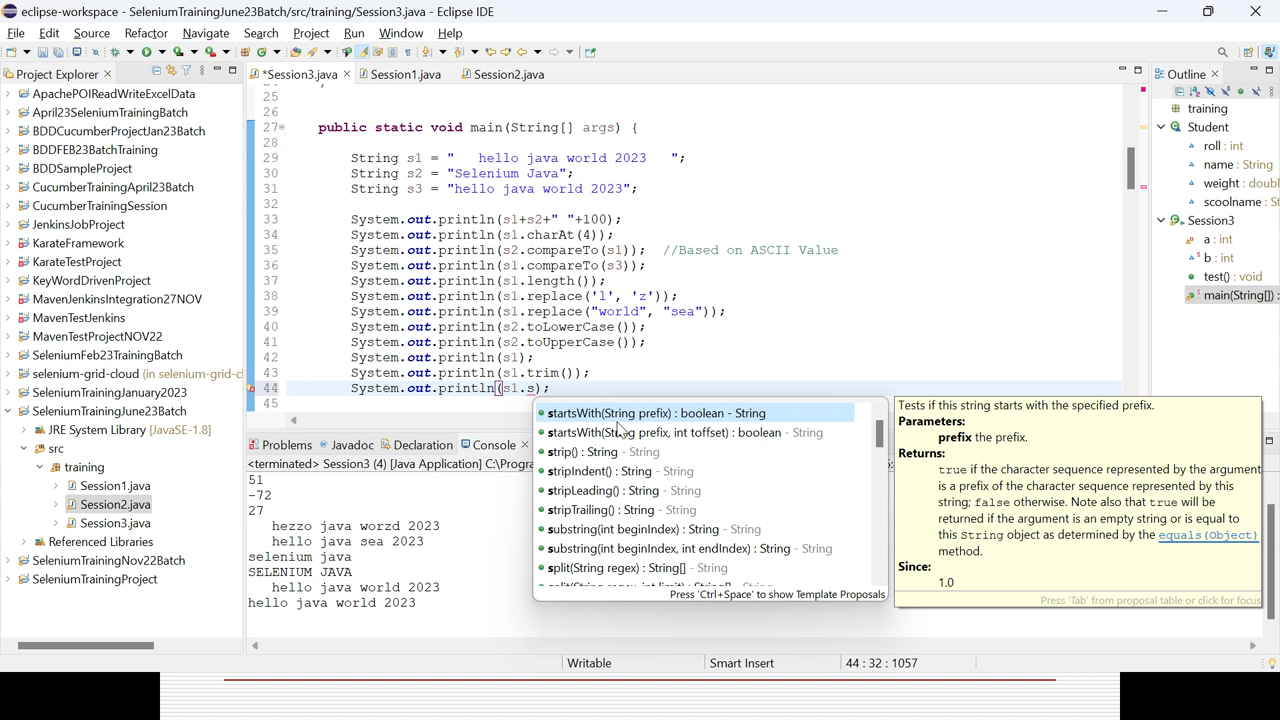 eclipse-workspace - SeleniumTrainingJune23Batch/src/training/Session3.java - Eclipse IDE
File Edit Source Refactor Navigate Search Project Run Window Help
Project Explorer
*Session3.java Session1.java Session2.java
Outline
ApachePOIReadWriteExcelData
April23SeleniumTrainingBatch
BDDCucumberProjectJan23Batch
BDDFEB23BatchTraining
BDDSampleProject
CucumberTrainingApril23Batch
CucumberTrainingSession
JenkinsJobProject
KarateFramework
KarateTestProject
KeyWordDrivenProject
MavenJenkinsIntegration27NOV
MavenTestJenkins
MavenTestProjectNOV22
SeleniumFeb23TrainingBatch
selenium-grid-cloud (in selenium-grid-c
SeleniumTrainingJanuary2023
SeleniumTrainingJune23Batch
JRE System Library [JavaSE-1.8]
src
training
Session1.java
Session2.java
Session3.java
Referenced Libraries
SeleniumTrainingNov22Batch
SeleniumTrainingProject
25
26
27 public static void main(String[] args) {
28
29 String s1 = "   hello java world 2023   ";
30 String s2 = "Selenium Java";
31 String s3 = "hello java world 2023";
32
33 System.out.println(s1+s2+" "+100);
34 System.out.println(s1.charAt(4));
35 System.out.println(s2.compareTo(s1)); //Based on ASCII Value
36 System.out.println(s1.compareTo(s3));
37 System.out.println(s1.length());
38 System.out.println(s1.replace('l', 'z'));
39 System.out.println(s1.replace("world", "sea"));
40 System.out.println(s2.toLowerCase());
41 System.out.println(s2.toUpperCase());
42 System.out.println(s1);
43 System.out.println(s1.trim());
44 System.out.println(s1.s);
45
training
Student
roll : int
name : String
weight : doubl
scoolname : S
Session3
a : int
b : int
test() : void
main(String[]) :
startsWith(String prefix) : boolean - String
startsWith(String prefix, int toffset) : boolean - String
strip() : String - String
stripIndent() : String - String
stripLeading() : String - String
stripTrailing() : String - String
substring(int beginIndex) : String - String
substring(int beginIndex, int endIndex) : String - String
split(String regex) : String[] - String
split(String regex, int limit) : String[] - String
Press 'Ctrl+Space' to show Template Proposals
Tests if this string starts with the specified prefix.
Parameters:
prefix the prefix.
Returns:
true if the character sequence represented by the argument
is a prefix of the character sequence represented by this
string; false otherwise. Note also that true will be
returned if the argument is an empty string or is equal to
this String object as determined by the equals(Object)
method.
Since:
1.0
Press 'Tab' from proposal table or click for focus
Problems Javadoc Declaration Console
<terminated> Session3 (4) [Java Application] C:\Progra
51
-72
27
hezzo java worzd 2023
hello java sea 2023
selenium java
SELENIUM JAVA
hello java world 2023
hello java world 2023
Writable Smart Insert 44 : 32 : 1057